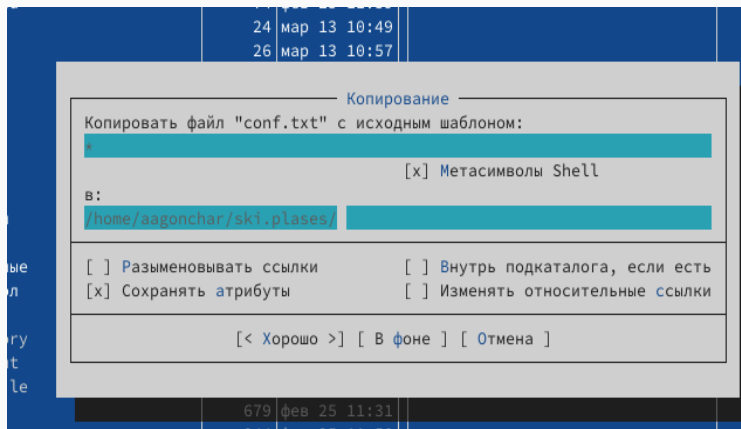 24 мар 13 10:49
26 мар 13 10:57
Копирование
Копировать файл "conf.txt" с исходным шаблоном:
*
[x] Метасимволы Shell
в:
/home/aagonchar/ski.plases/
[ ] Разыменовывать ссылки [ ] Внутрь подкаталога, если есть
[x] Сохранять атрибуты [ ] Изменять относительные ссылки
[< Хорошо >] [ В фоне ] [ Отмена ]
679 фев 25 11:31